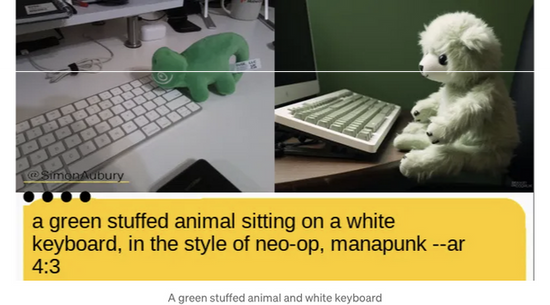 @SimonAubury
a green stuffed animal sitting on a white
keyboard, in the style of neo-op, manapunk --ar
4:3
A green stuffed animal and white keyboard